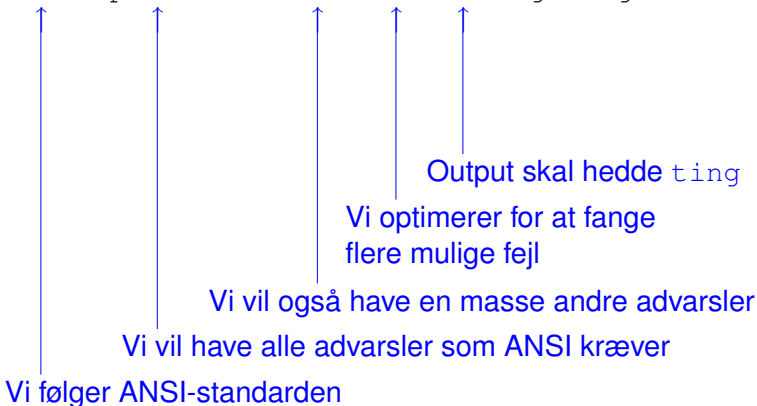 Output skal hedde ting
Vi optimerer for at fange
flere mulige fejl
Vi vil også have en masse andre advarsler
Vi vil have alle advarsler som ANSI kræver
Vi følger ANSI-standarden